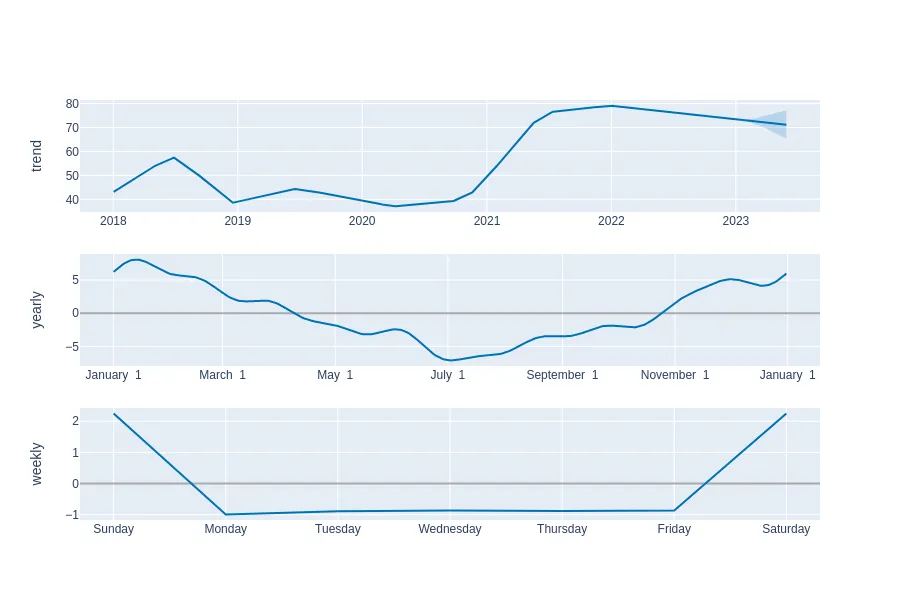 trend
80
70
60
50
40
2018 2019 2020 2021 2022 2023
yearly
5
0
−5
January 1 March 1 May 1 July 1 September 1 November 1 January 1
weekly
2
1
0
−1
Sunday Monday Tuesday Wednesday Thursday Friday Saturday